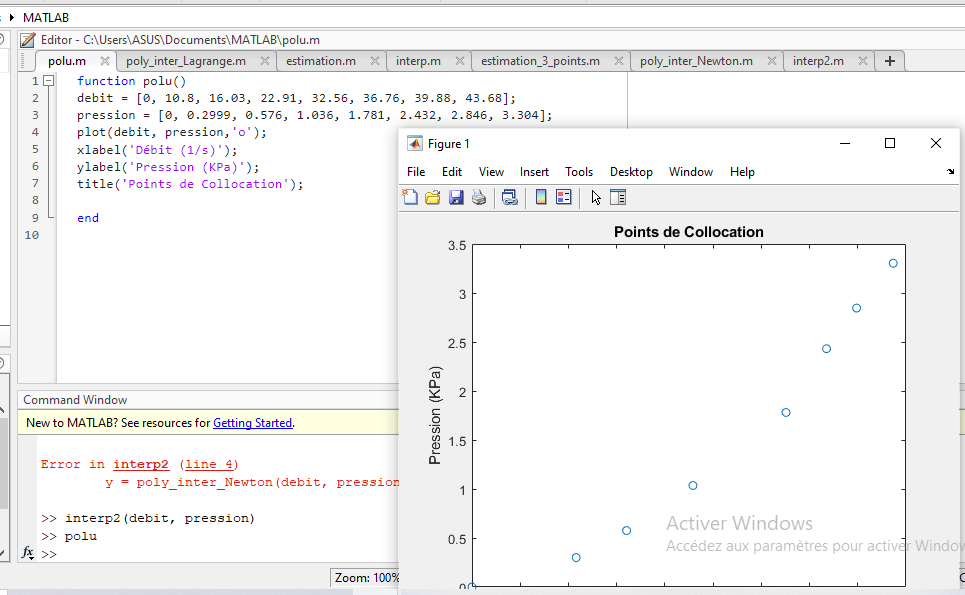 MATLAB
Editor - C:\Users\ASUS\Documents\MATLAB\polu.m
polu.m poly_inter_Lagrange.m estimation.m interp.m estimation_3_points.m poly_inter_Newton.m interp2.m
1 function polu()
2 debit = [0, 10.8, 16.03, 22.91, 32.56, 36.76, 39.88, 43.68];
3 pression = [0, 0.2999, 0.576, 1.036, 1.781, 2.432, 2.846, 3.304];
4 plot(debit, pression,'o');
5 xlabel('Débit (1/s)');
6 ylabel('Pression (KPa)');
7 title('Points de Collocation');
8
9 end
10
Figure 1
File Edit View Insert Tools Desktop Window Help
Points de Collocation
3.5
3
2.5
2
1.5
1
0.5
0
Pression (KPa)
Activer Windows
Accédez aux paramètres pour activer Window
Command Window
New to MATLAB? See resources for Getting Started.
Error in interp2 (line 4)
y = poly_inter_Newton(debit, pression
>> interp2(debit, pression)
>> polu
fx >>
Zoom: 100%